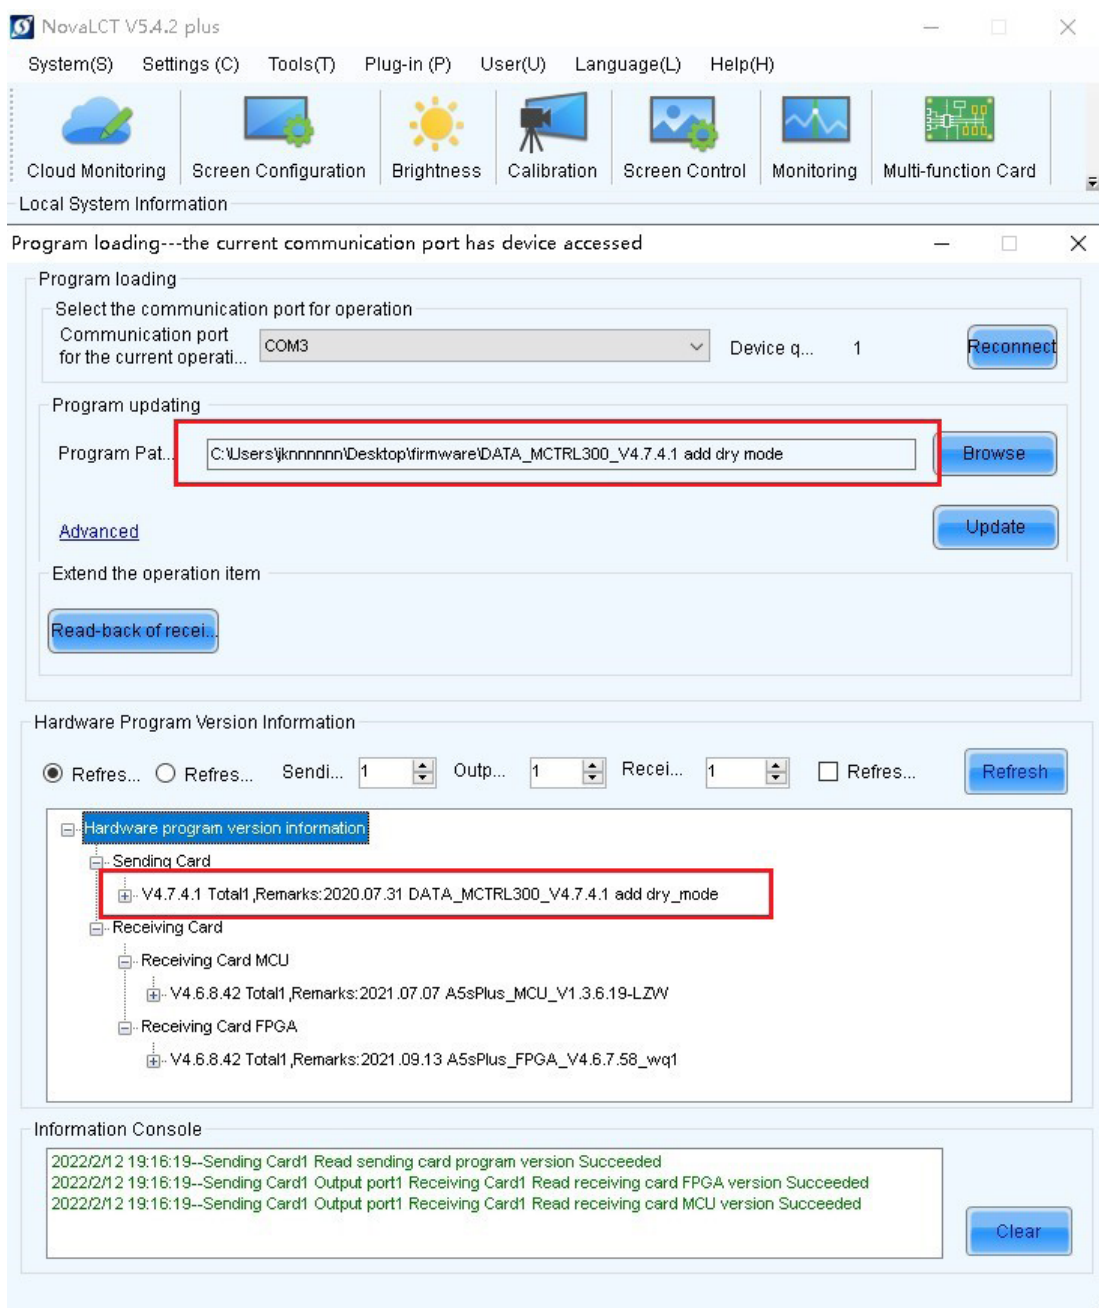 NovaLCT V5.4.2 plus
System(S) Settings (C) Tools(T) Plug-in (P) User(U) Language(L) Help(H)
Cloud Monitoring Screen Configuration Brightness Calibration Screen Control Monitoring Multi-function Card
Local System Information
Program loading---the current communication port has device accessed
Program loading
Select the communication port for operation
Communication port
for the current operati... COM3 Device q... 1 Reconnect
Program updating
Program Pat... C:\Users\jknnnnnn\Desktop\firmware\DATA_MCTRL300_V4.7.4.1 add dry mode Browse
Advanced Update
Extend the operation item
Read-back of recei...
Hardware Program Version Information
Refres... Refres... Sendi... 1 Outp... 1 Recei... 1 Refres... Refresh
Hardware program version information
Sending Card
V4.7.4.1 Total1,Remarks:2020.07.31 DATA_MCTRL300_V4.7.4.1 add dry_mode
Receiving Card
Receiving Card MCU
V4.6.8.42 Total1,Remarks:2021.07.07 A5sPlus_MCU_V1.3.6.19-LZW
Receiving Card FPGA
V4.6.8.42 Total1,Remarks:2021.09.13 A5sPlus_FPGA_V4.6.7.58_wq1
Information Console
2022/2/12 19:16:19--Sending Card1 Read sending card program version Succeeded
2022/2/12 19:16:19--Sending Card1 Output port1 Receiving Card1 Read receiving card FPGA version Succeeded
2022/2/12 19:16:19--Sending Card1 Output port1 Receiving Card1 Read receiving card MCU version Succeeded
Clear